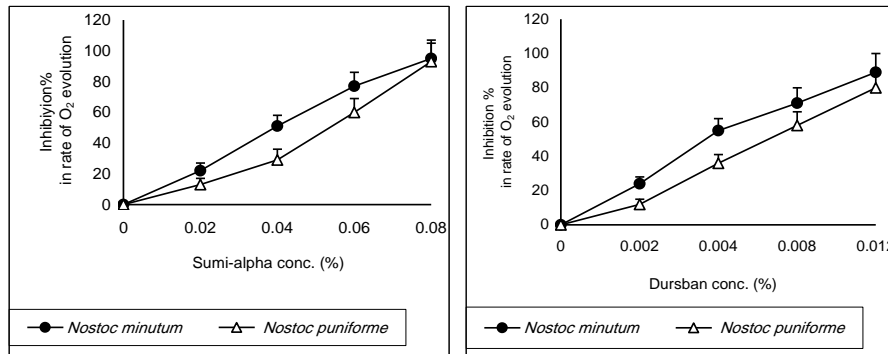 120
100
80
60
40
20
0
Inhibiyion%
in rate of O2 evolution
0 0.02 0.04 0.06 0.08
Sumi-alpha conc. (%)
Nostoc minutum Nostoc puniforme
120
100
80
60
40
20
0
Inhibition %
in rate of O2 evolution
0 0.002 0.004 0.008 0.012
Dursban conc. (%)
Nostoc minutum Nostoc puniforme